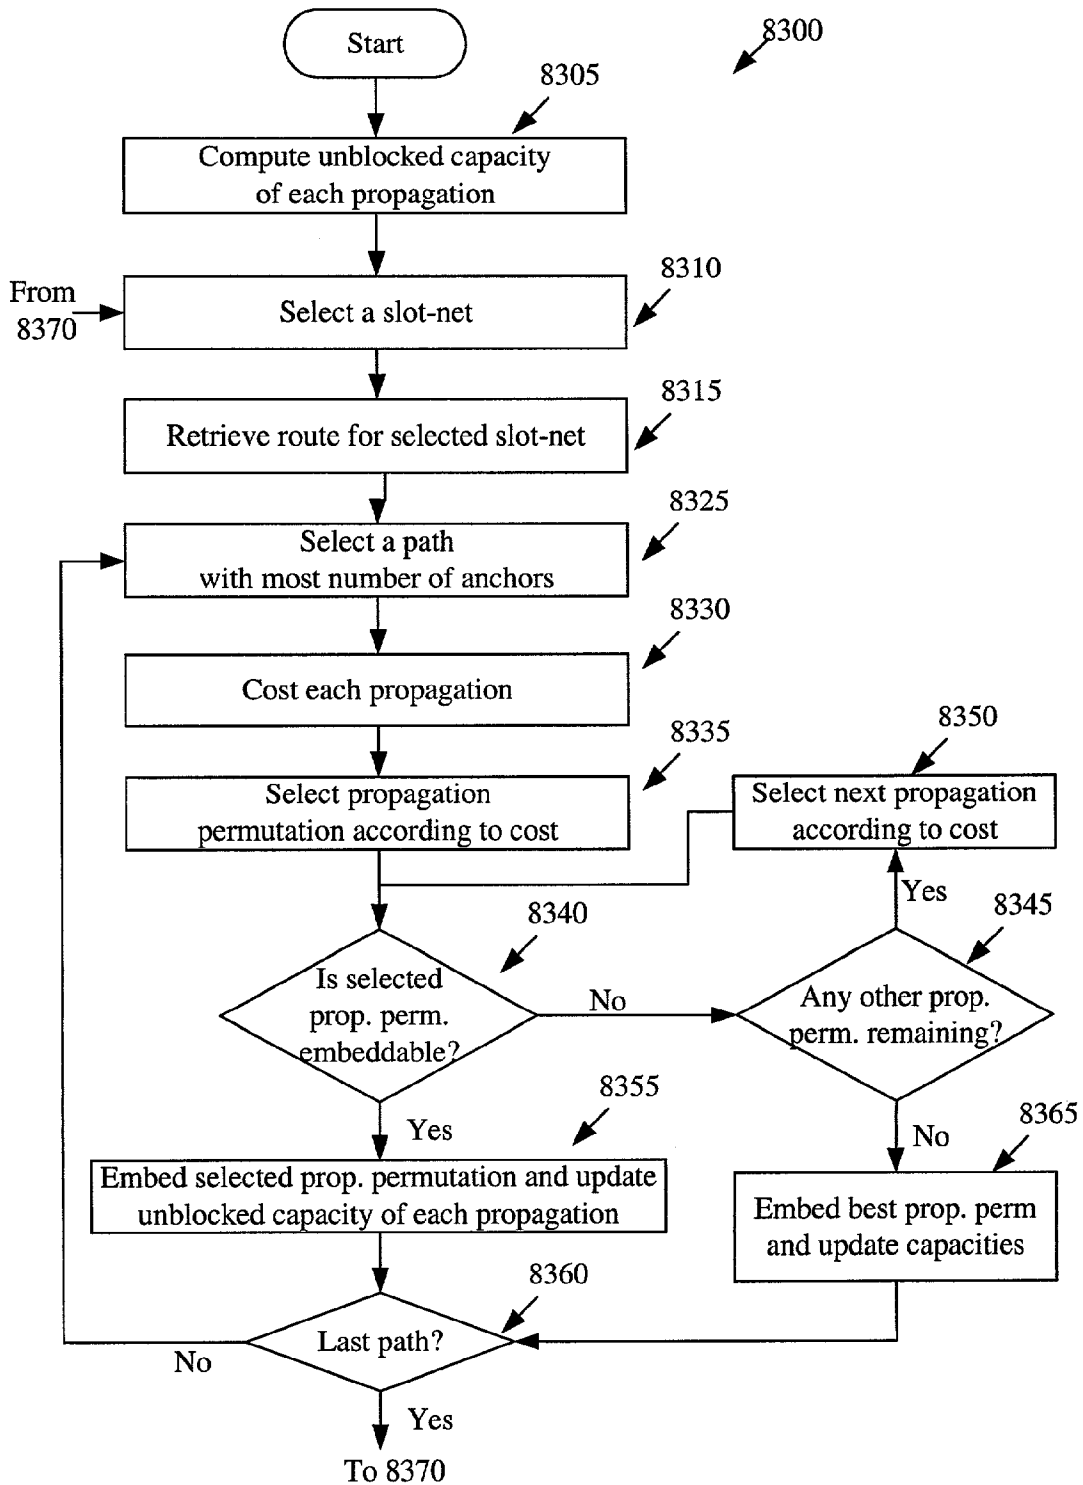 Start
8300
8305
Compute unblocked capacity
of each propagation
8310
From
8370
Select a slot-net
8315
Retrieve route for selected slot-net
8325
Select a path
with most number of anchors
8330
Cost each propagation
8335
Select propagation
permutation according to cost
8350
Select next propagation
according to cost
Yes
8340
8345
Is selected
prop. perm.
embeddable?
No
Any other prop.
perm. remaining?
8355
Yes
No
8365
Embed selected prop. permutation and update
unblocked capacity of each propagation
Embed best prop. perm
and update capacities
8360
Last path?
No
Yes
To 8370